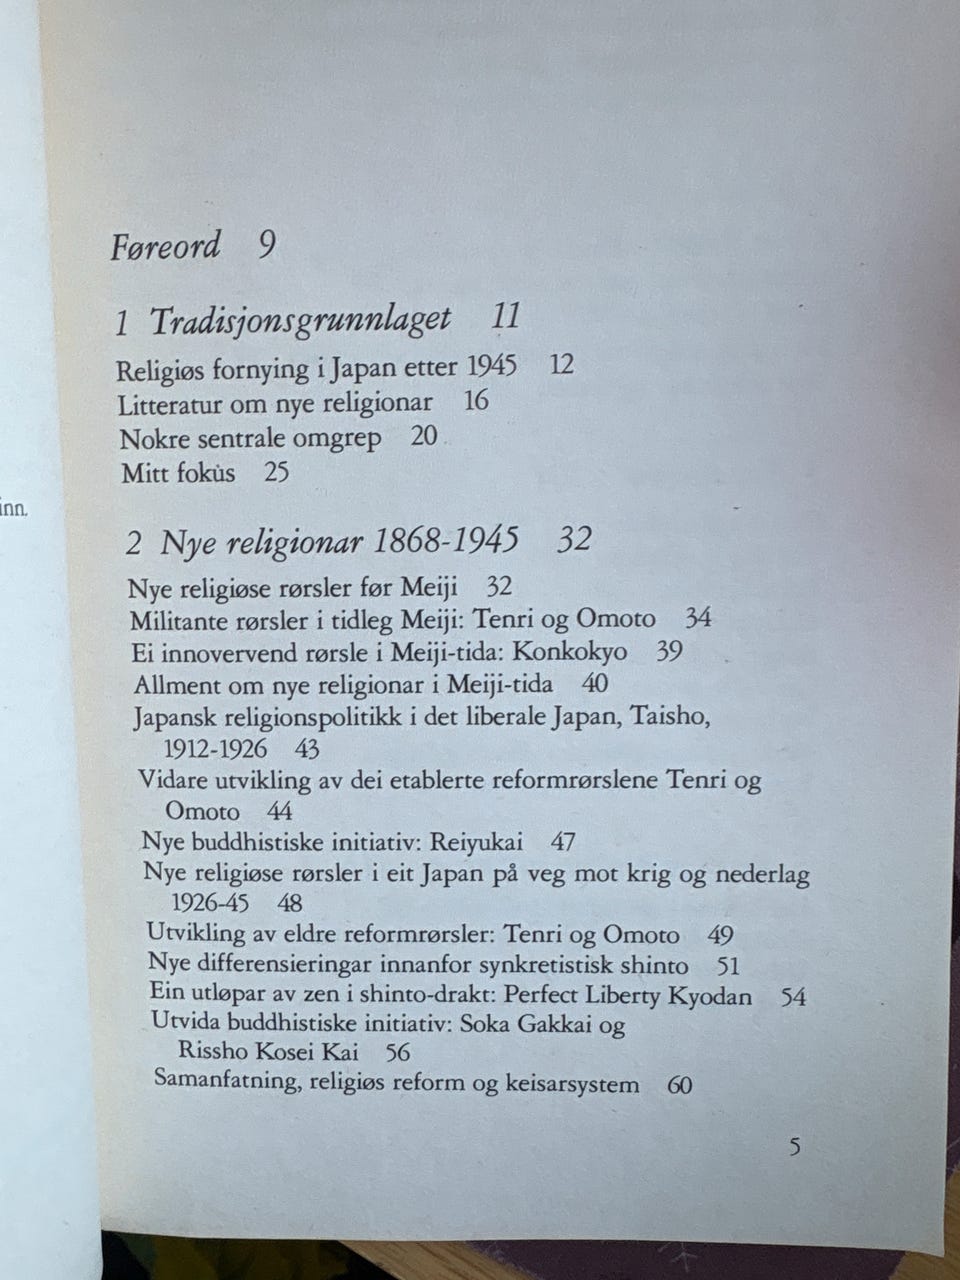 Føreord 9
1 Tradisjonsgrunnlaget 11
Religiøs fornying i Japan etter 1945 12
Litteratur om nye religionar 16
Nokre sentrale omgrep 20
Mitt fokus 25
inn.
2 Nye religionar 1868-1945 32
Nye religiøse rørsler før Meiji 32
Militante rørsler i tidleg Meiji: Tenri og Omoto 34
Ei innovervend rørsle i Meiji-tida: Konkokyo 39
Allment om nye religionar i Meiji-tida 40
Japansk religionspolitikk i det liberale Japan, Taisho,
1912-1926 43
Vidare utvikling av dei etablerte reformrørslene Tenri og
Omoto 44
Nye buddhistiske initiativ: Reiyukai 47
Nye religiøse rørsler i eit Japan på veg mot krig og nederlag
1926-45 48
Utvikling av eldre reformrørsler: Tenri og Omoto 49
Nye differensieringar innanfor synkretistisk shinto 51
Ein utløpar av zen i shinto-drakt: Perfect Liberty Kyodan 54
Utvida buddhistiske initiativ: Soka Gakkai og
Rissho Kosei Kai 56
Samanfatning, religiøs reform og keisarsystem 60
5